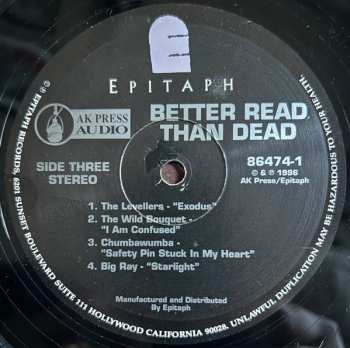 E
EPITAPH
AK PRESS
AUDIO
BETTER READ
THAN DEAD
SIDE THREE
STEREO
86474-1
© & ℗ 1996
AK Press/Epitaph
1. The Levellers - "Exodus"
2. The Wild Bouquet -
"I Am Confused"
3. Chumbawumba -
"Safety Pin Stuck In My Heart"
4. Big Ray - "Starlight"
Manufactured and Distributed
By Epitaph
℗© EPITAPH RECORDS, 6201 SUNSET BOULEVARD SUITE 111 HOLLYWOOD CALIFORNIA 90028. UNLAWFUL DUPLICATION MAY BE HAZARDOUS TO YOUR HEALTH.